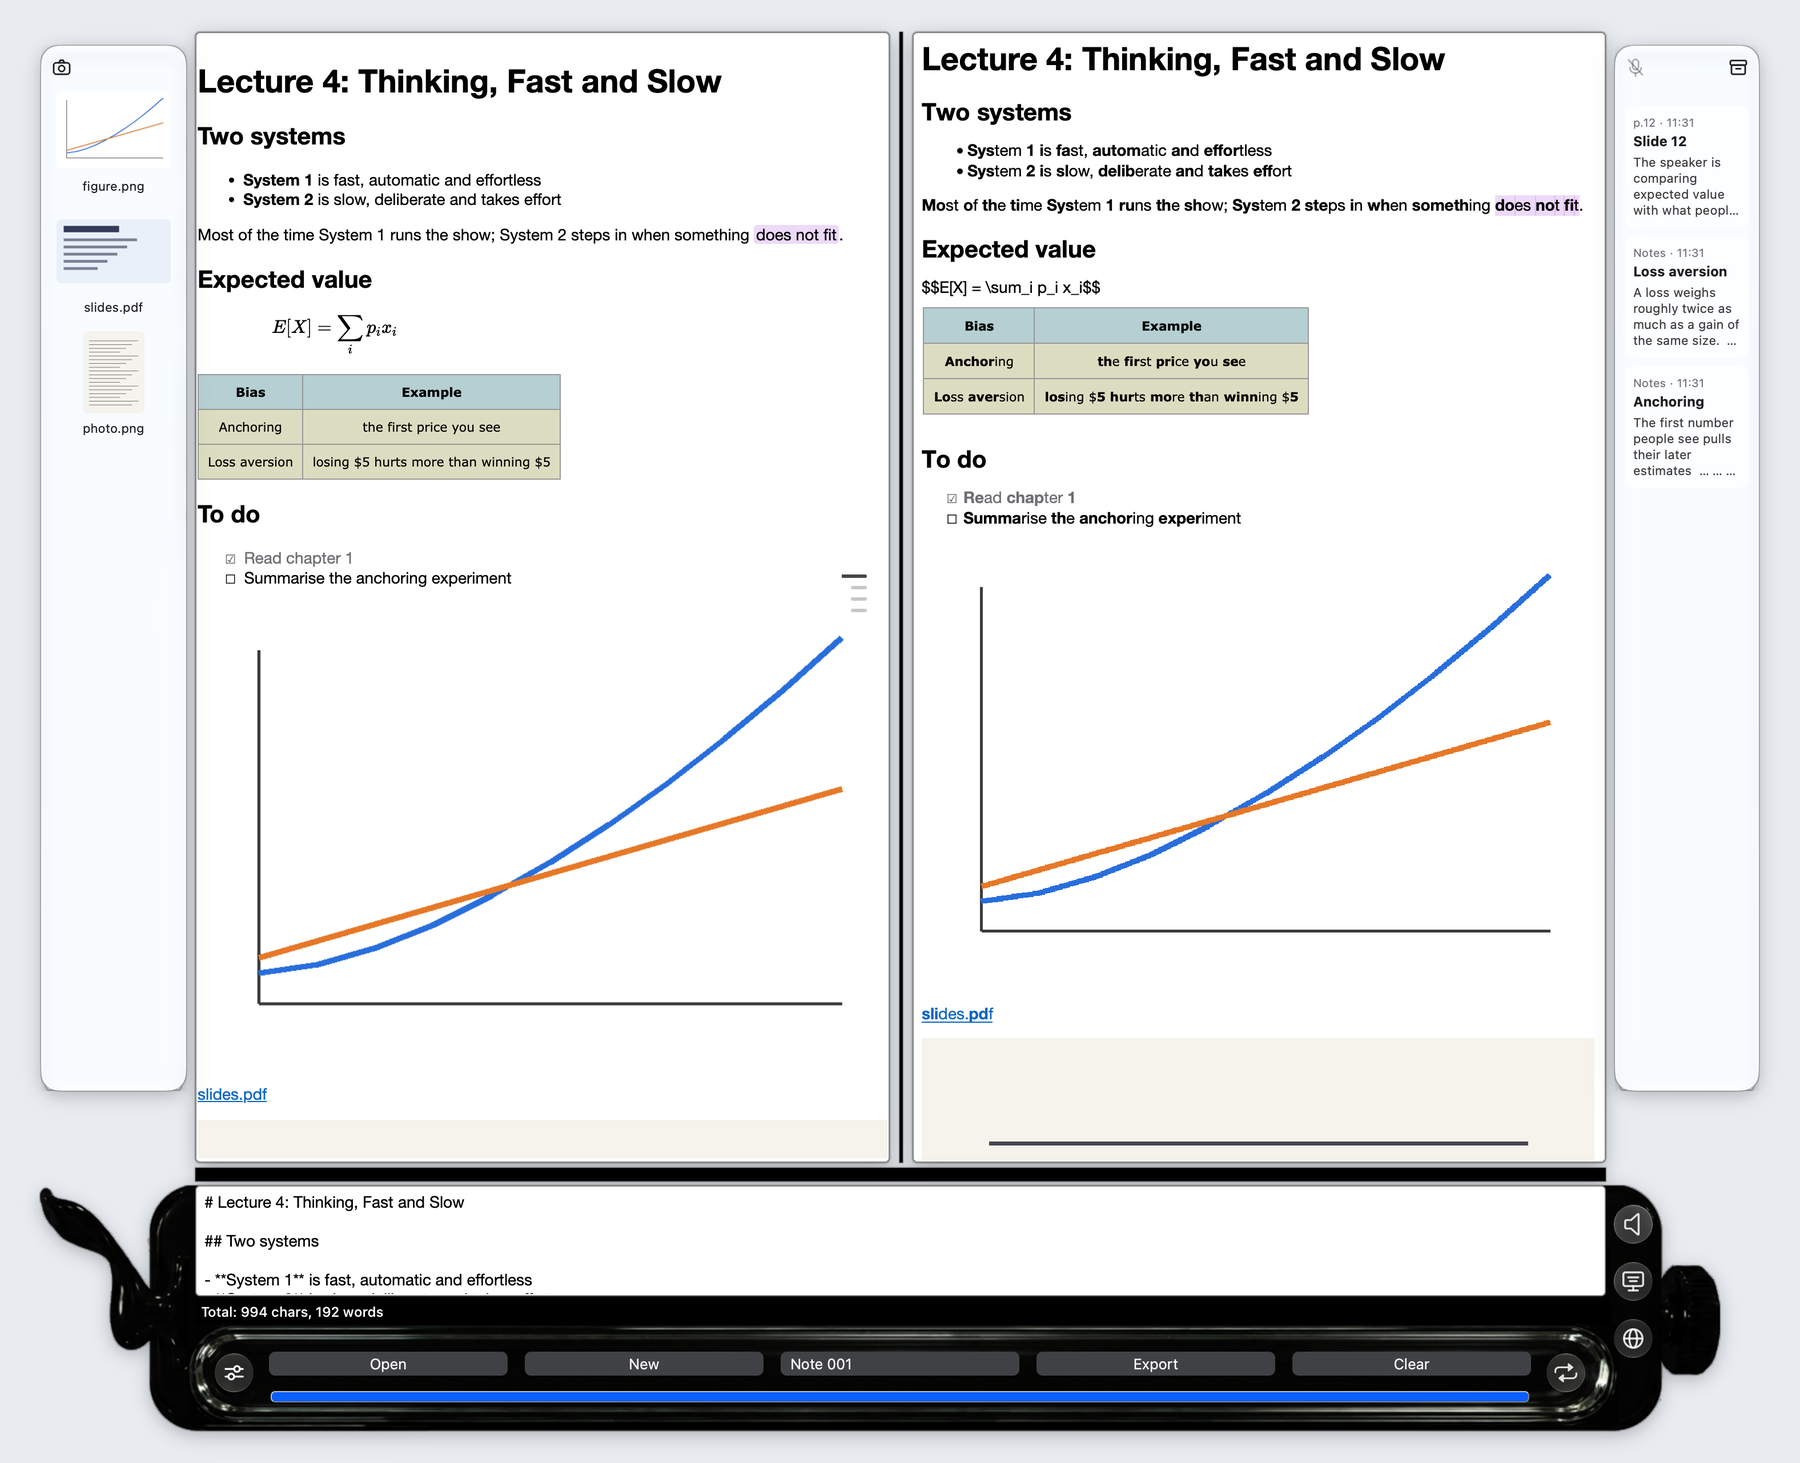 figure.png
slides.pdf
photo.png
Lecture 4: Thinking, Fast and Slow
Two systems
• System 1 is fast, automatic and effortless
• System 2 is slow, deliberate and takes effort
Most of the time System 1 runs the show; System 2 steps in when something does not fit.
Expected value
E[X] = ∑ᵢ pᵢxᵢ
Bias Example
Anchoring the first price you see
Loss aversion losing $5 hurts more than winning $5
To do
☑ Read chapter 1
☐ Summarise the anchoring experiment
slides.pdf
Lecture 4: Thinking, Fast and Slow
Two systems
• System 1 is fast, automatic and effortless
• System 2 is slow, deliberate and takes effort
Most of the time System 1 runs the show; System 2 steps in when something does not fit.
Expected value
$$E[X] = \sum_i p_i x_i$$
Bias Example
Anchoring the first price you see
Loss aversion losing $5 hurts more than winning $5
To do
☑ Read chapter 1
☐ Summarise the anchoring experiment
slides.pdf
p.12 · 11:31
Slide 12
The speaker is
comparing
expected value
with what peopl...
Notes · 11:31
Loss aversion
A loss weighs
roughly twice as
much as a gain of
the same size. ...
Notes · 11:31
Anchoring
The first number
people see pulls
their later
estimates ... ... ...
# Lecture 4: Thinking, Fast and Slow
## Two systems
- **System 1** is fast, automatic and effortless
Total: 994 chars, 192 words
Open
New
Note 001
Export
Clear